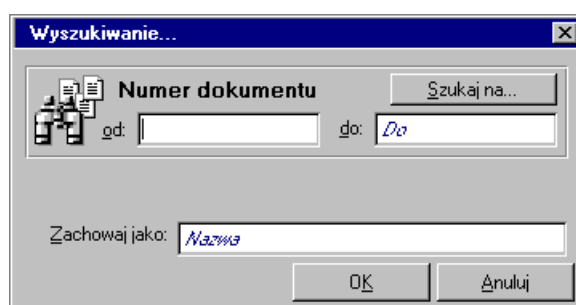 Wyszukiwanie...
Numer dokumentu
Szukaj na...
od:
do: Do
Zachowaj jako: Nazwa
OK Anuluj